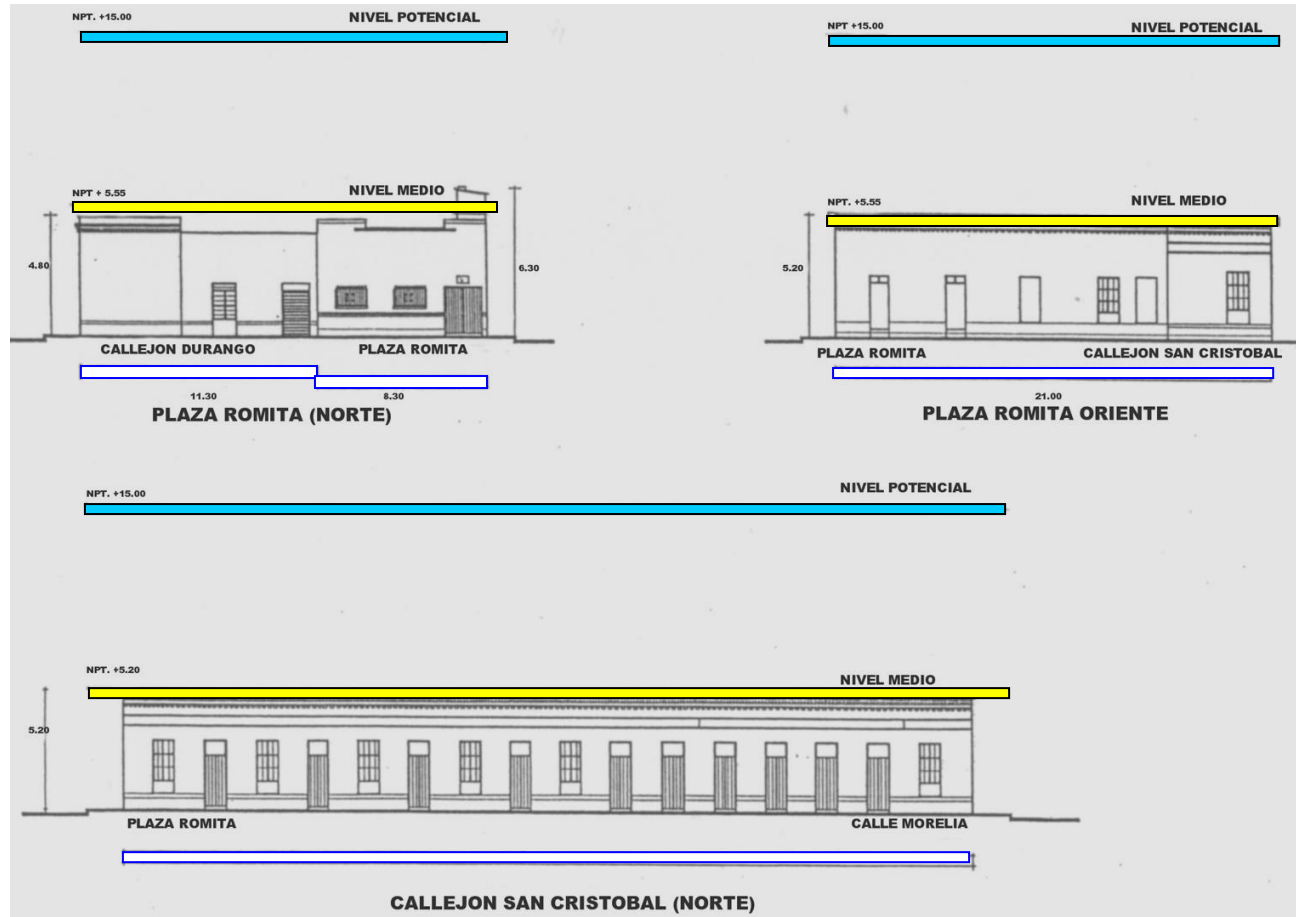 NPT. +15.00
NIVEL POTENCIAL
NPT + 5.55
NIVEL MEDIO
4.80
6.30
CALLEJON DURANGO
PLAZA ROMITA
11.30
8.30
PLAZA ROMITA (NORTE)
NPT +15.00
NIVEL POTENCIAL
NPT. +5.55
NIVEL MEDIO
5.20
PLAZA ROMITA
CALLEJON SAN CRISTOBAL
21.00
PLAZA ROMITA ORIENTE
NPT. +15.00
NIVEL POTENCIAL
NPT. +5.20
NIVEL MEDIO
5.20
PLAZA ROMITA
CALLE MORELIA
CALLEJON SAN CRISTOBAL (NORTE)